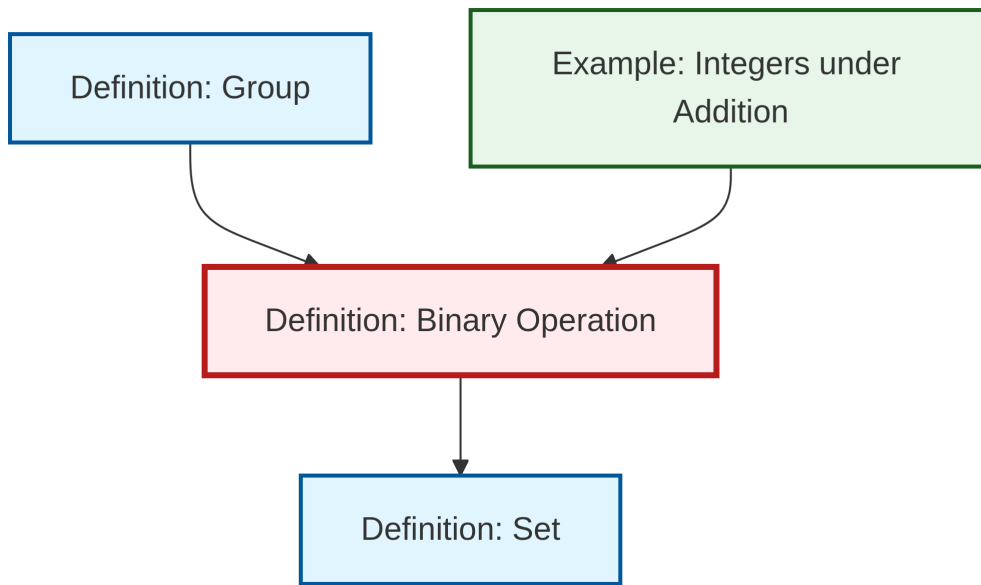 Definition: Group
Example: Integers under
Addition
Definition: Binary Operation
Definition: Set